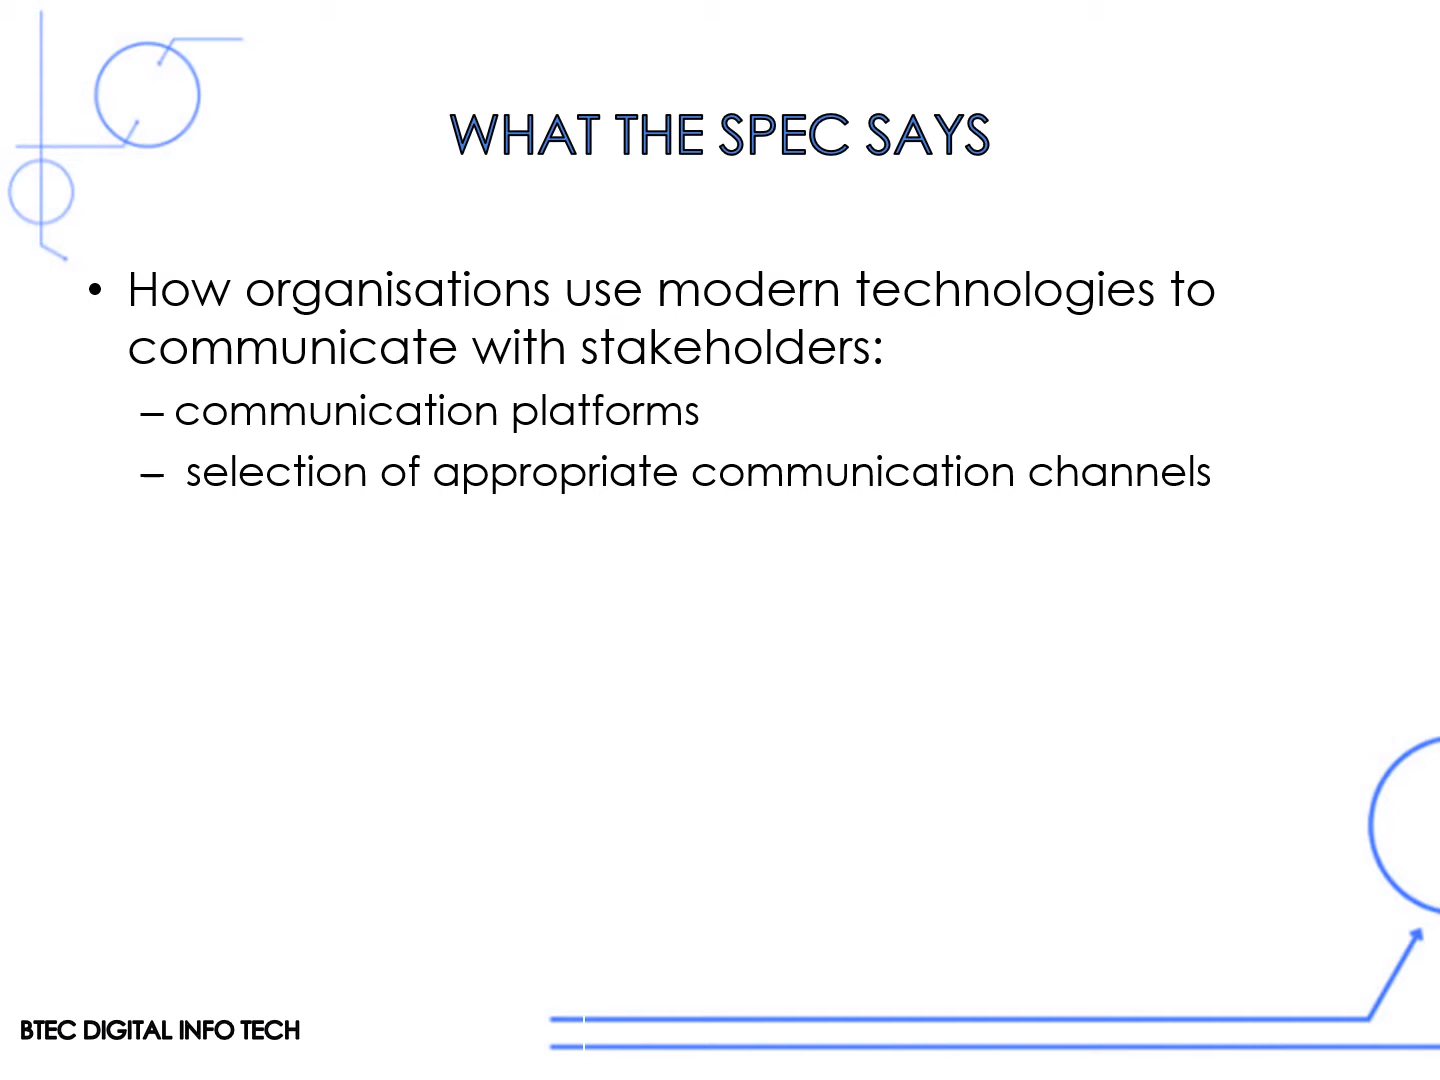 WHAT THE SPEC SAYS
• How organisations use modern technologies to
communicate with stakeholders:
– communication platforms
– selection of appropriate communication channels
BTEC DIGITAL INFO TECH